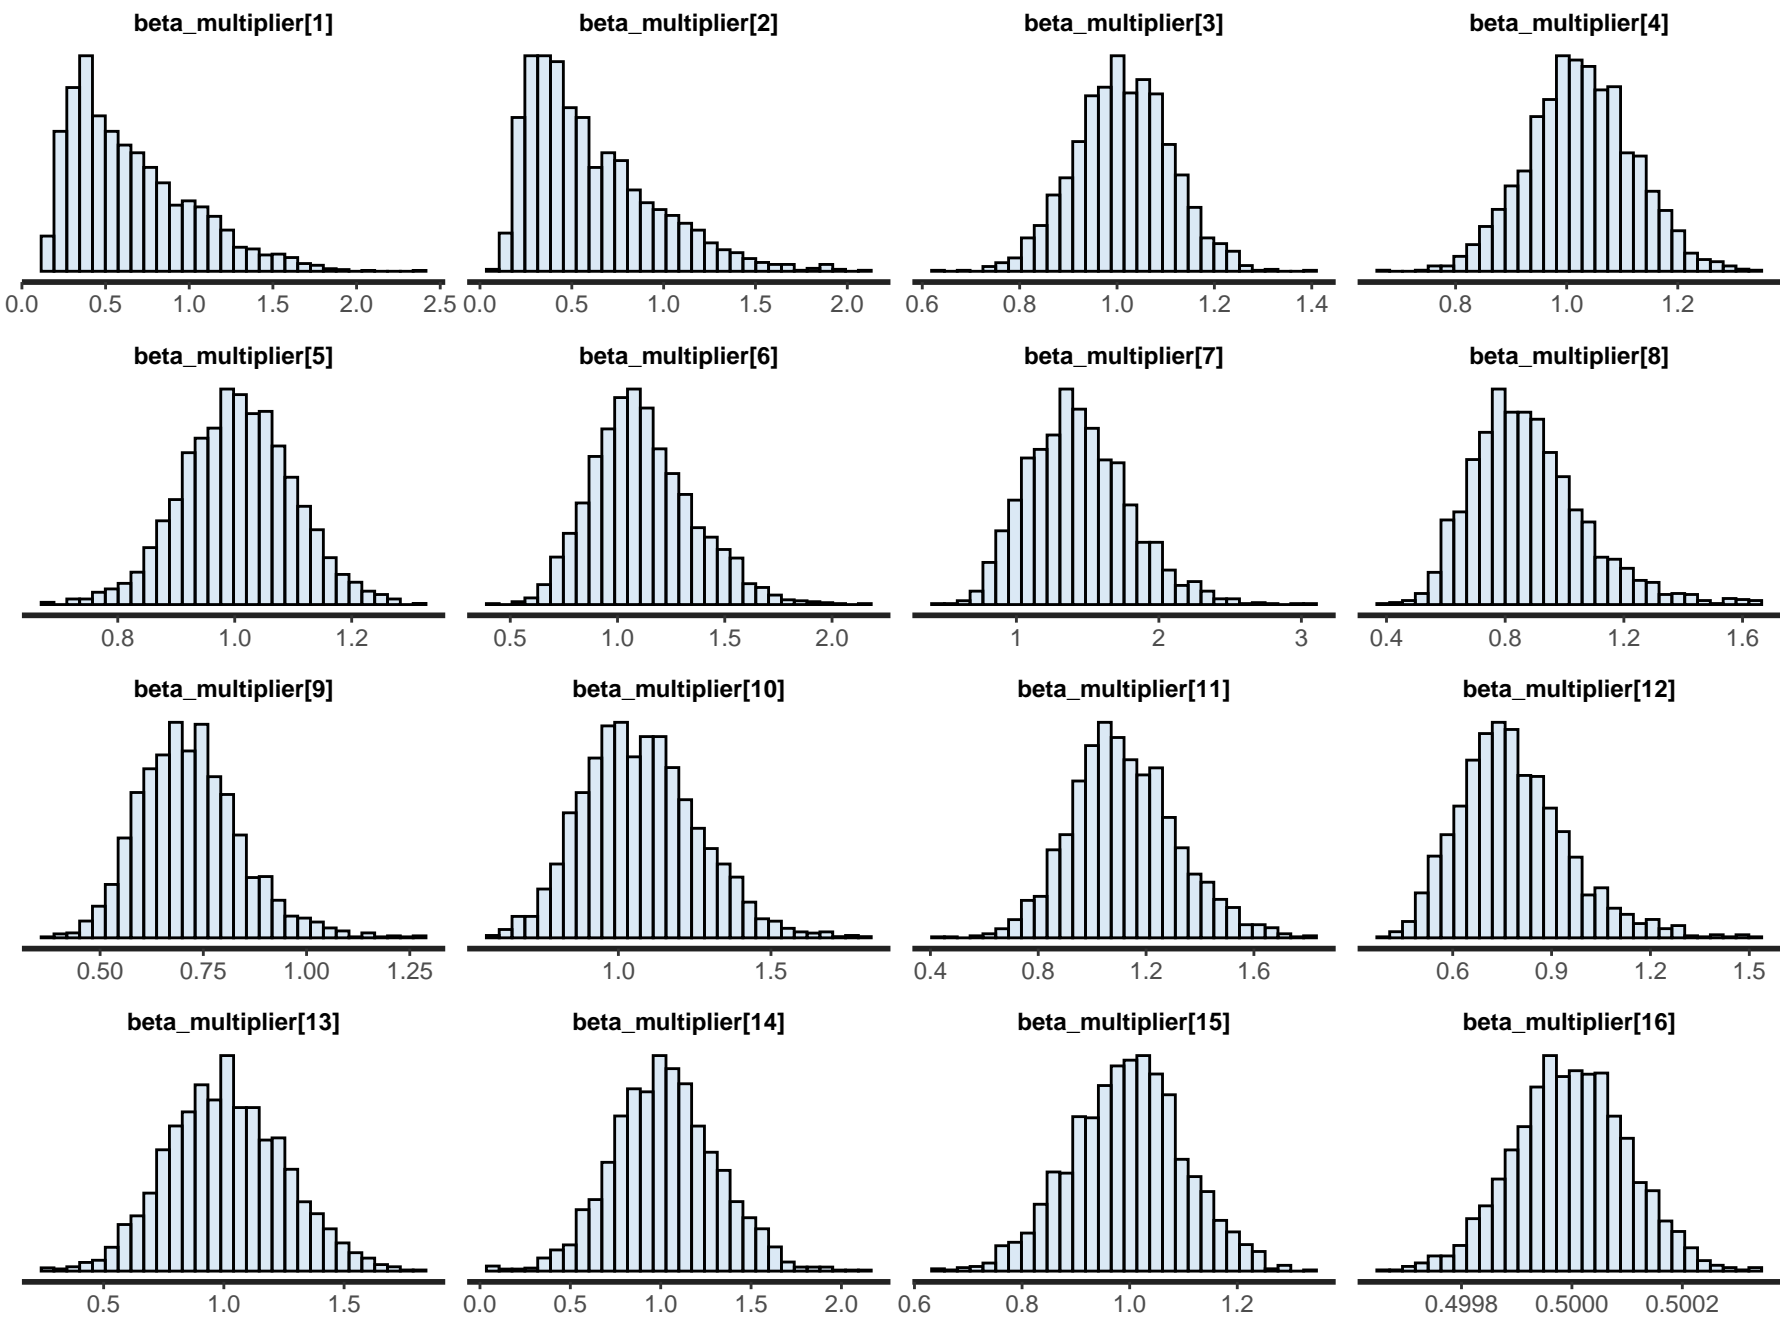 beta_multiplier[1] beta_multiplier[2] beta_multiplier[3] beta_multiplier[4]
0.0 0.5 1.0 1.5 2.0 2.5 0.0 0.5 1.0 1.5 2.0 0.6 0.8 1.0 1.2 1.4 0.8 1.0 1.2
beta_multiplier[5] beta_multiplier[6] beta_multiplier[7] beta_multiplier[8]
0.8 1.0 1.2 0.5 1.0 1.5 2.0 1 2 3 0.4 0.8 1.2 1.6
beta_multiplier[9] beta_multiplier[10] beta_multiplier[11] beta_multiplier[12]
0.50 0.75 1.00 1.25 1.0 1.5 0.4 0.8 1.2 1.6 0.6 0.9 1.2 1.5
beta_multiplier[13] beta_multiplier[14] beta_multiplier[15] beta_multiplier[16]
0.5 1.0 1.5 0.0 0.5 1.0 1.5 2.0 0.6 0.8 1.0 1.2 0.4998 0.5000 0.5002